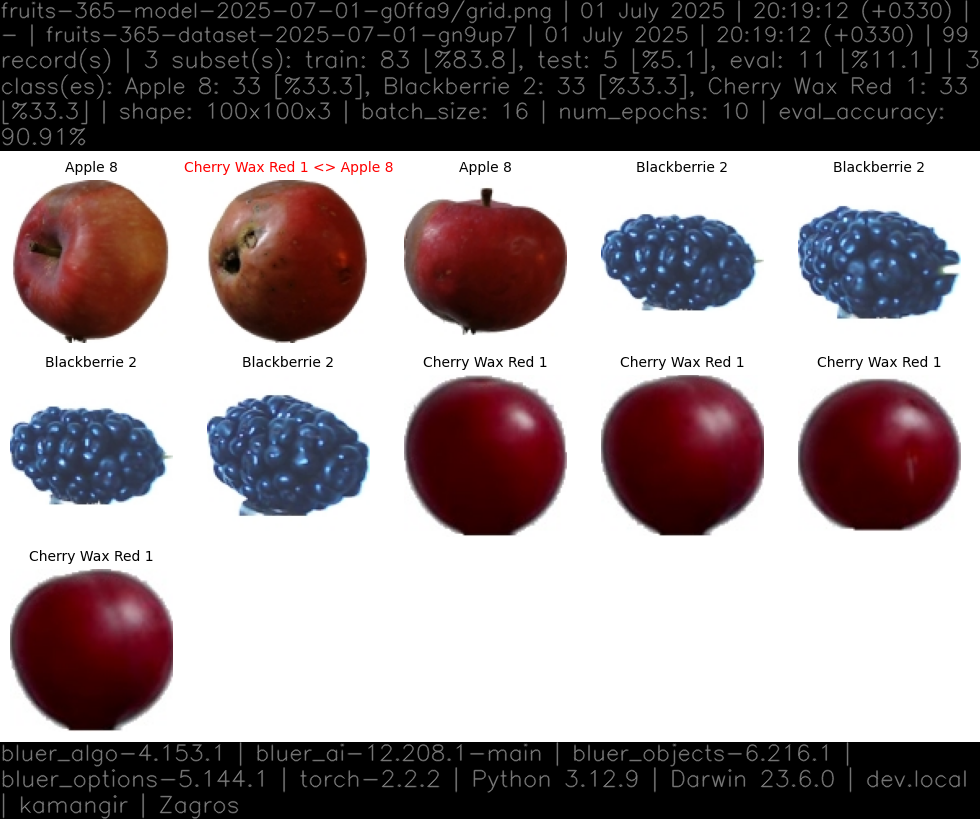 fruits-365-model-2025-07-01-g0ffa9/grid.png | 01 July 2025 | 20:19:12 (+0330) |
- | fruits-365-dataset-2025-07-01-gn9up7 | 01 July 2025 | 20:19:12 (+0330) | 99
record(s) | 3 subset(s): train: 83 [%83.8], test: 5 [%5.1], eval: 11 [%11.1] | 3
class(es): Apple 8: 33 [%33.3], Blackberrie 2: 33 [%33.3], Cherry Wax Red 1: 33
[%33.3] | shape: 100x100x3 | batch_size: 16 | num_epochs: 10 | eval_accuracy:
90.91%
Apple 8 Cherry Wax Red 1 <> Apple 8 Apple 8 Blackberrie 2 Blackberrie 2
Blackberrie 2 Blackberrie 2 Cherry Wax Red 1 Cherry Wax Red 1 Cherry Wax Red 1
Cherry Wax Red 1
bluer_algo-4.153.1 | bluer_ai-12.208.1-main | bluer_objects-6.216.1 |
bluer_options-5.144.1 | torch-2.2.2 | Python 3.12.9 | Darwin 23.6.0 | dev.local
| kamangir | Zagros